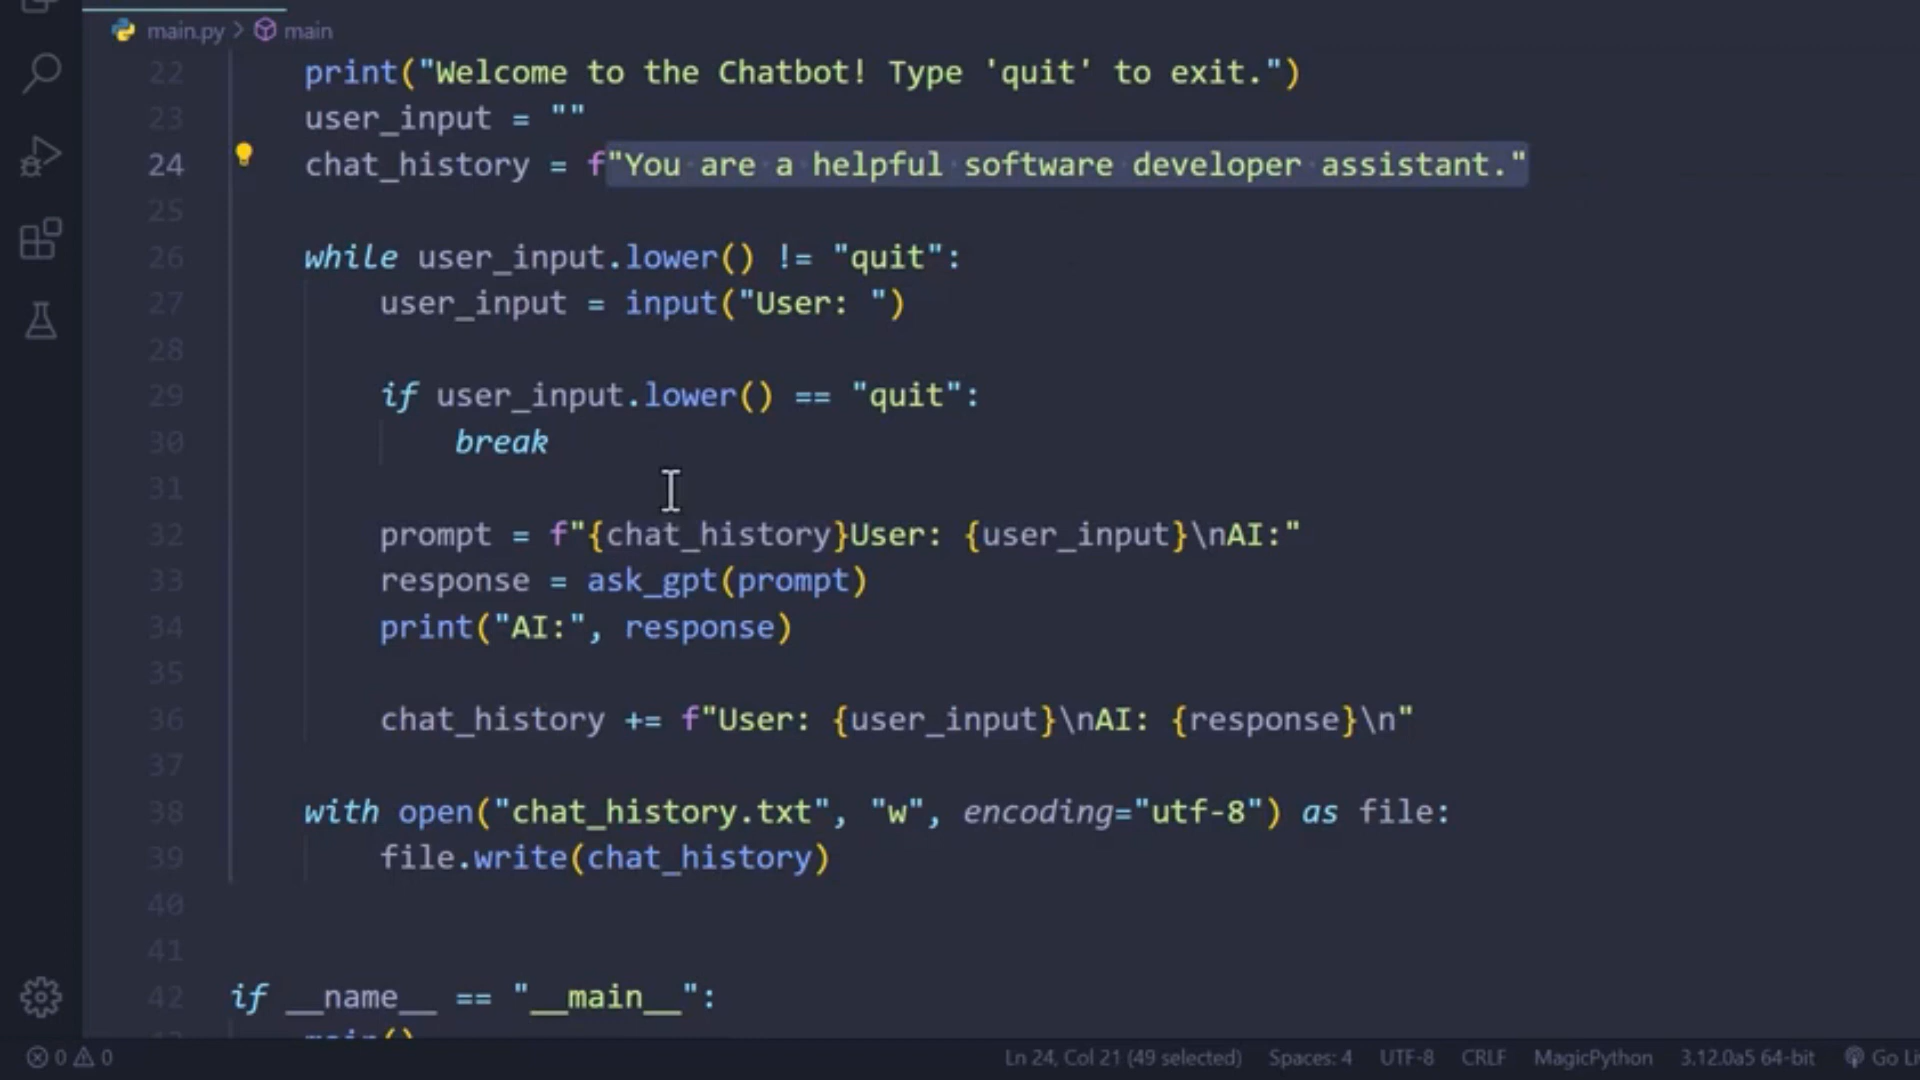 main.py > main
22 print("Welcome to the Chatbot! Type 'quit' to exit.")
23 user_input = ""
24 chat_history = f"You are a helpful software developer assistant."
25
26 while user_input.lower() != "quit":
27 user_input = input("User: ")
28
29 if user_input.lower() == "quit":
30 break
31
32 prompt = f"{chat_history}User: {user_input}\nAI:"
33 response = ask_gpt(prompt)
34 print("AI:", response)
35
36 chat_history += f"User: {user_input}\nAI: {response}\n"
37
38 with open("chat_history.txt", "w", encoding="utf-8") as file:
39 file.write(chat_history)
40
41
42 if __name__ == "__main__":
main()
0 0 Ln 24, Col 21 (49 selected) Spaces: 4 UTF-8 CRLF MagicPython 3.12.0a5 64-bit Go